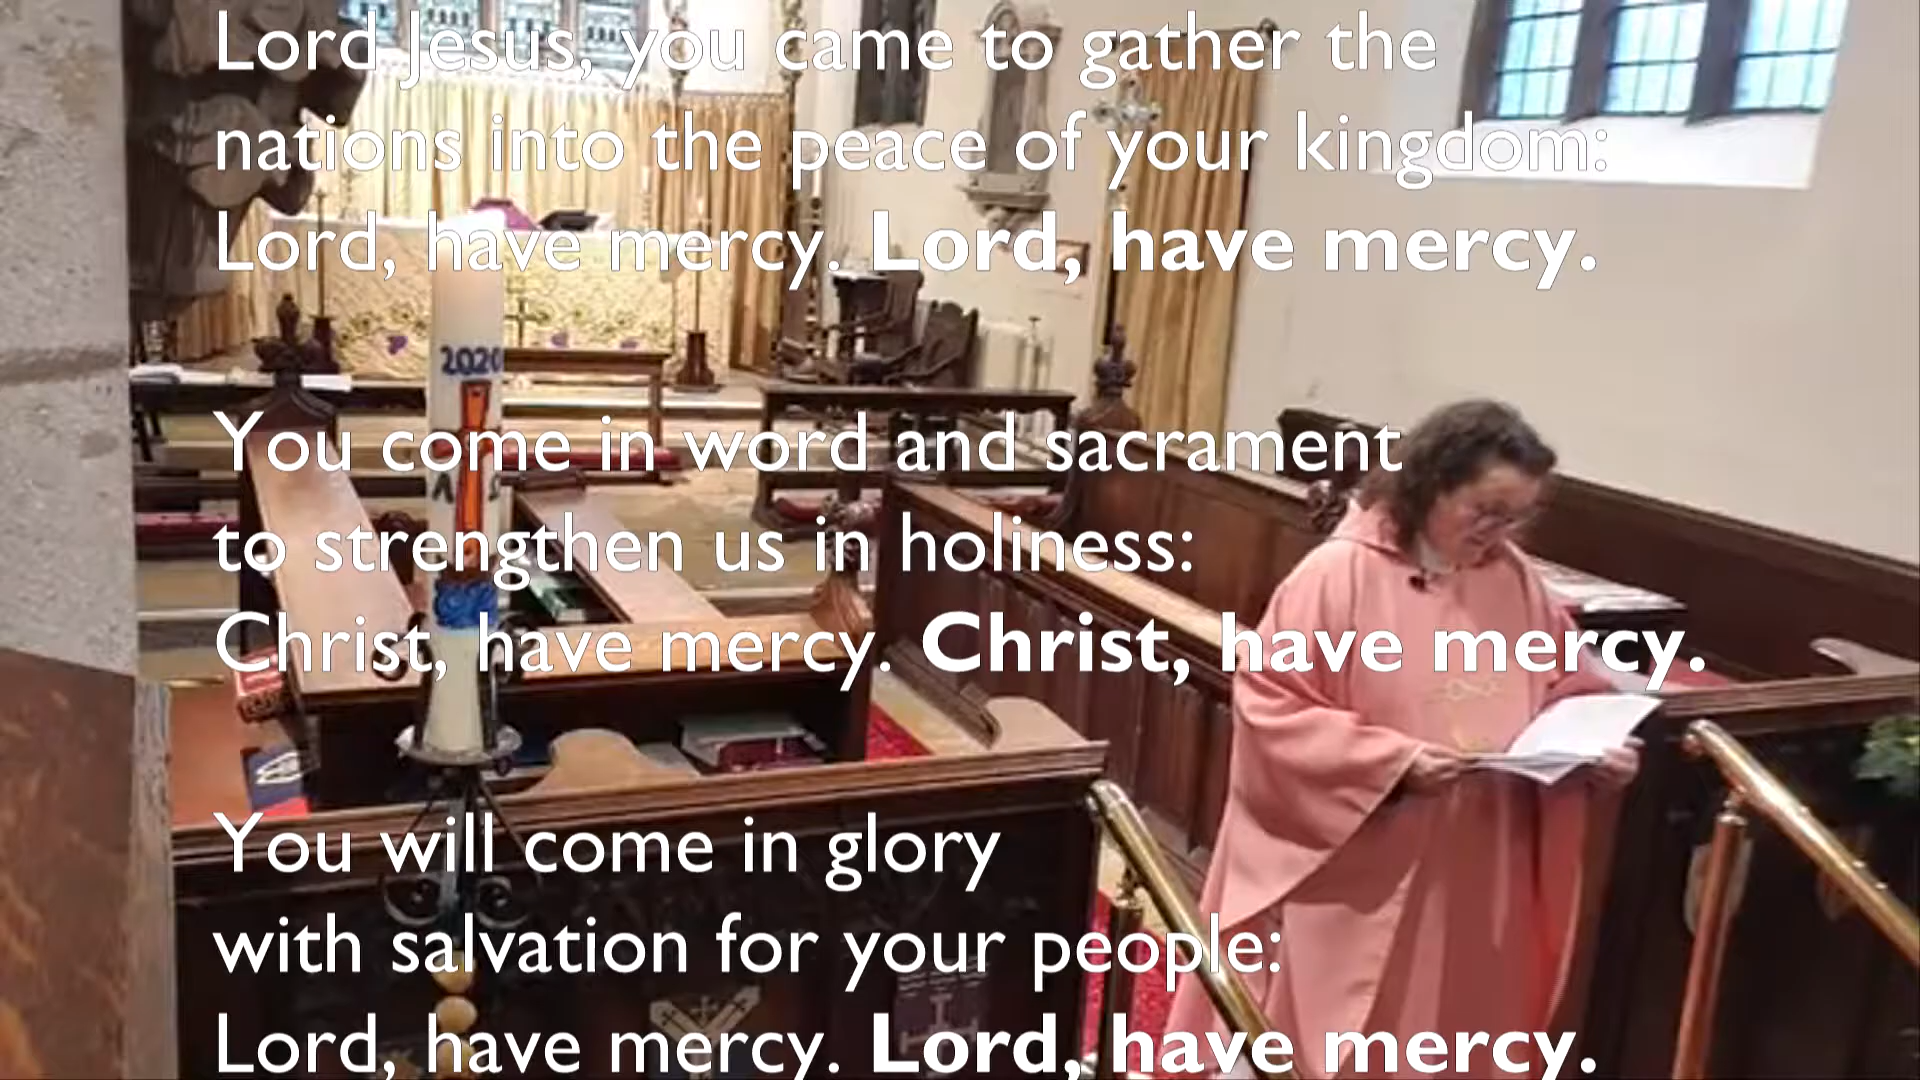 Lord Jesus, you came to gather the
nations into the peace of your kingdom:
Lord, have mercy. Lord, have mercy.
2020
Α Ω
You come in word and sacrament
to strengthen us in holiness:
Christ, have mercy. Christ, have mercy.
You will come in glory
with salvation for your people:
Lord, have mercy. Lord, have mercy.